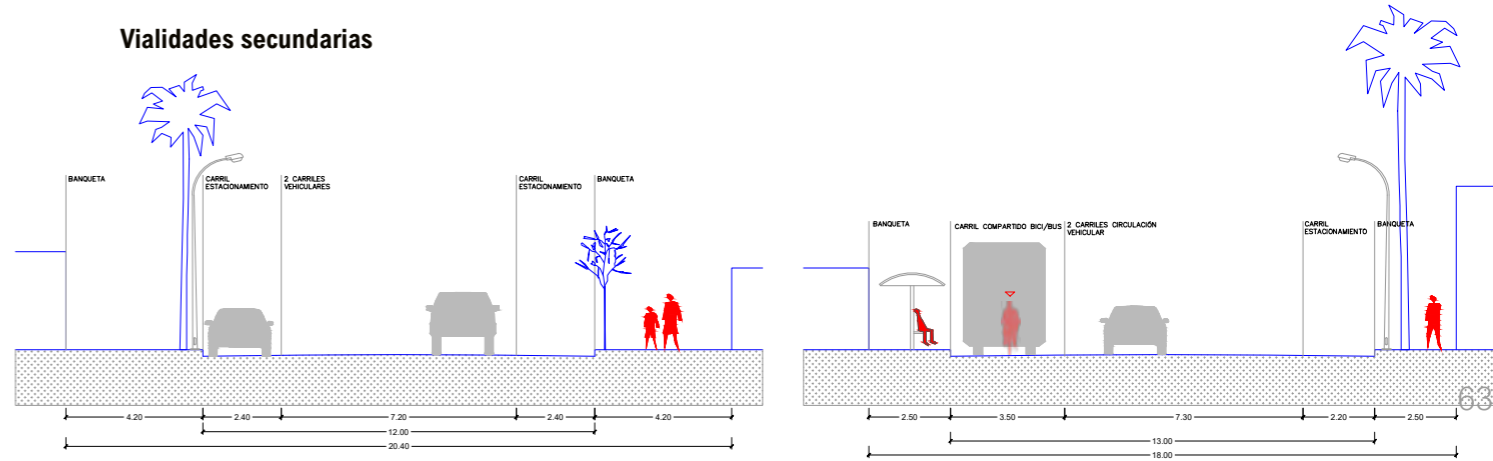 Vialidades secundarias
BANQUETA
CARRIL
ESTACIONAMIENTO
2 CARRILES
VEHICULARES
CARRIL
ESTACIONAMIENTO
BANQUETA
4.20
2.40
7.20
2.40
4.20
12.00
20.40
BANQUETA
CARRIL COMPARTIDO BICI/BUS
2 CARRILES CIRCULACIÓN
VEHICULAR
CARRIL
ESTACIONAMIENTO
BANQUETA
2.50
3.50
7.30
2.20
2.50
13.00
18.00
63